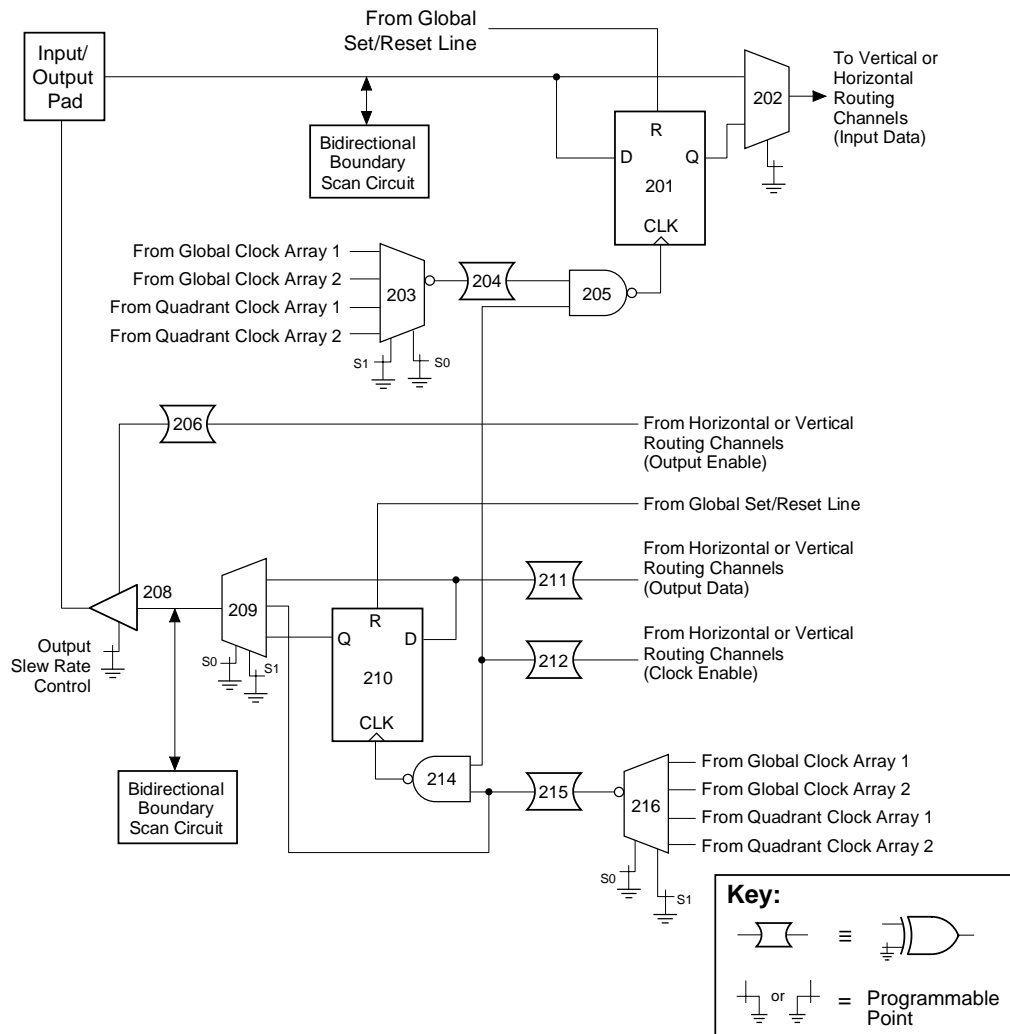 From Global
Set/Reset Line
Input/
Output
Pad
To Vertical or
Horizontal
Routing
Channels
(Input Data)
202
Bidirectional
Boundary
Scan Circuit
R
D
Q
201
CLK
From Global Clock Array 1
From Global Clock Array 2
From Quadrant Clock Array 1
From Quadrant Clock Array 2
203
204
205
S1
S0
206
From Horizontal or Vertical
Routing Channels
(Output Enable)
From Global Set/Reset Line
From Horizontal or Vertical
Routing Channels
(Output Data)
211
208
209
R
Q
D
210
CLK
Output
Slew Rate
Control
S0
S1
From Horizontal or Vertical
Routing Channels
(Clock Enable)
212
214
215
216
From Global Clock Array 1
From Global Clock Array 2
From Quadrant Clock Array 1
From Quadrant Clock Array 2
S0
S1
Bidirectional
Boundary
Scan Circuit
Key:
≡
or
= Programmable
Point